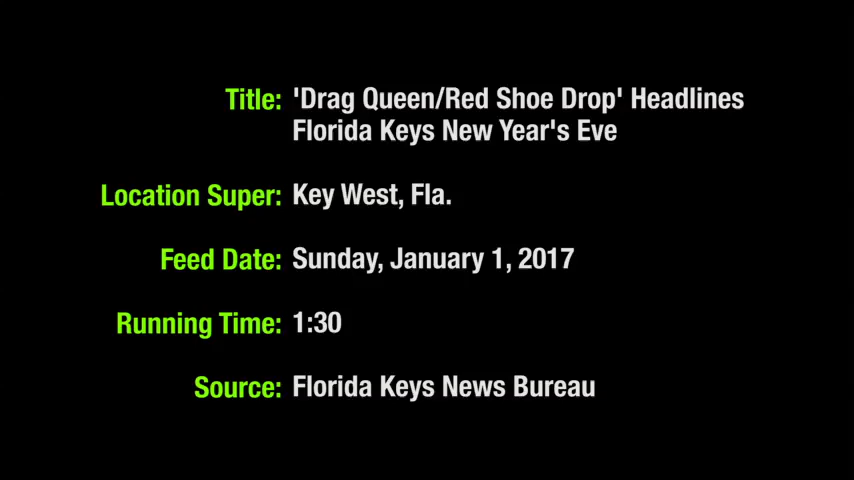 Title: 'Drag Queen/Red Shoe Drop' Headlines
Florida Keys New Year's Eve
Location Super: Key West, Fla.
Feed Date: Sunday, January 1, 2017
Running Time: 1:30
Source: Florida Keys News Bureau